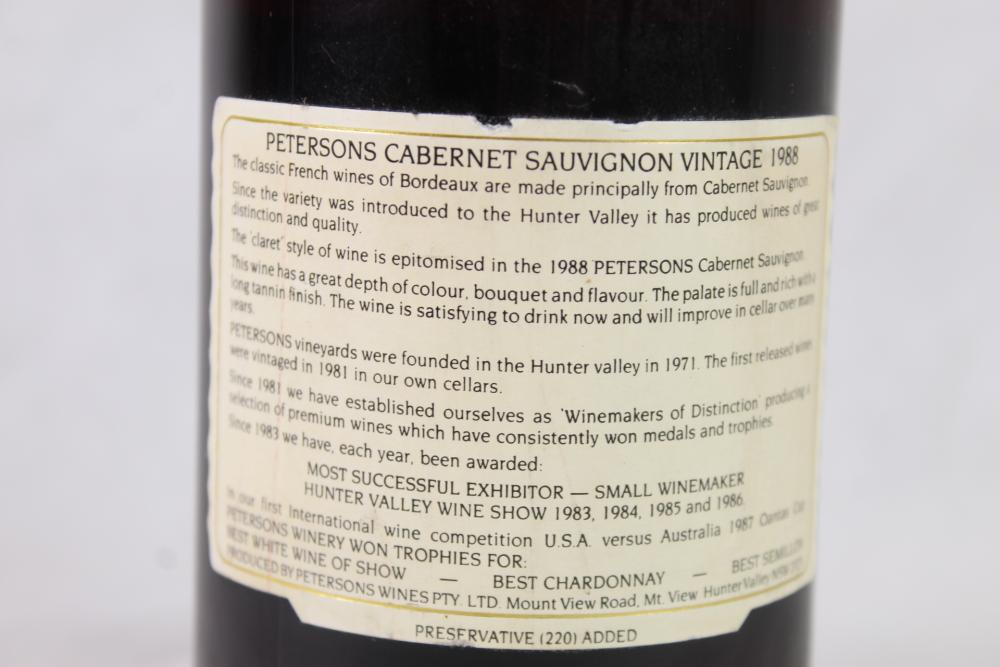 PETERSONS CABERNET SAUVIGNON VINTAGE 1988
The classic French wines of Bordeaux are made principally from Cabernet Sauvignon.
Since the variety was introduced to the Hunter Valley it has produced wines of great
distinction and quality.
The 'claret' style of wine is epitomised in the 1988 PETERSONS Cabernet Sauvignon.
This wine has a great depth of colour, bouquet and flavour. The palate is full and rich with a
long tannin finish. The wine is satisfying to drink now and will improve in cellar over many
years.
PETERSONS vineyards were founded in the Hunter valley in 1971. The first released wines
were vintaged in 1981 in our own cellars.
Since 1981 we have established ourselves as 'Winemakers of Distinction' producing a
selection of premium wines which have consistently won medals and trophies.
Since 1983 we have, each year, been awarded:
MOST SUCCESSFUL EXHIBITOR — SMALL WINEMAKER
HUNTER VALLEY WINE SHOW 1983, 1984, 1985 and 1986.
In our first International wine competition U.S.A. versus Australia 1987 Qantas Cup
PETERSONS WINERY WON TROPHIES FOR:
BEST WHITE WINE OF SHOW — BEST CHARDONNAY — BEST SEMILLON
PRODUCED BY PETERSONS WINES PTY. LTD. Mount View Road, Mt. View Hunter Valley NSW
PRESERVATIVE (220) ADDED